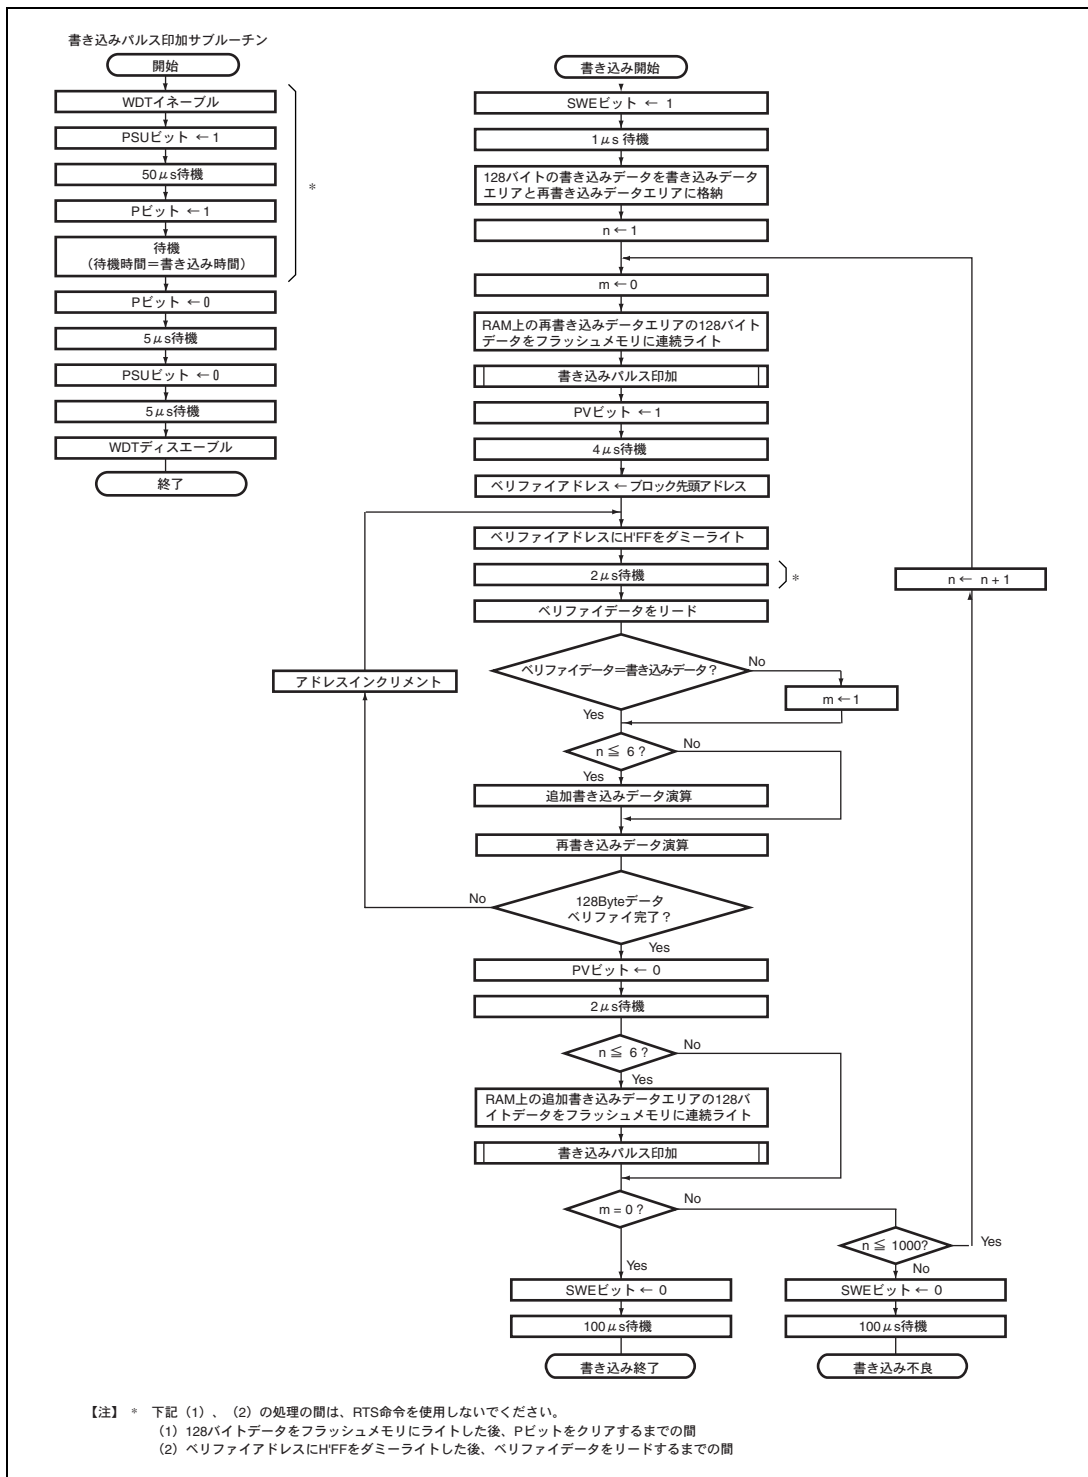 書き込みパルス印加サブルーチン
開始
WDTイネーブル
PSUビット ← 1
50μs待機
Pビット ← 1
待機
(待機時間＝書き込み時間)
*
Pビット ← 0
5μs待機
PSUビット ← 0
5μs待機
WDTディスエーブル
終了
書き込み開始
SWEビット ← 1
1μs 待機
128バイトの書き込みデータを書き込みデータ
エリアと再書き込みデータエリアに格納
n ← 1
m ← 0
RAM上の再書き込みデータエリアの128バイト
データをフラッシュメモリに連続ライト
書き込みパルス印加
PVビット ← 1
4μs待機
ベリファイアドレス ← ブロック先頭アドレス
ベリファイアドレスにH'FFをダミーライト
2μs待機
*
n ← n + 1
ベリファイデータをリード
ベリファイデータ＝書き込みデータ？
No
アドレスインクリメント
m ← 1
Yes
n ≦ 6 ?
No
Yes
追加書き込みデータ演算
再書き込みデータ演算
No
128Byteデータ
ベリファイ完了？
Yes
PVビット ← 0
2μs待機
n ≦ 6 ?
No
Yes
RAM上の追加書き込みデータエリアの128バ
イトデータをフラッシュメモリに連続ライト
書き込みパルス印加
m = 0 ?
No
n ≦ 1000?
Yes
Yes
No
SWEビット ← 0
SWEビット ← 0
100μs待機
100μs待機
書き込み終了
書き込み不良
【注】 * 下記（1）、（2）の処理の間は、RTS命令を使用しないでください。
（1）128バイトデータをフラッシュメモリにライトした後、Pビットをクリアするまでの間
（2）ベリファイアドレスにH'FFをダミーライトした後、ベリファイデータをリードするまでの間